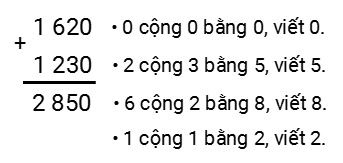 1 620 • 0 cộng 0 bằng 0, viết 0.
+
1 230 • 2 cộng 3 bằng 5, viết 5.
2 850 • 6 cộng 2 bằng 8, viết 8.
• 1 cộng 1 bằng 2, viết 2.